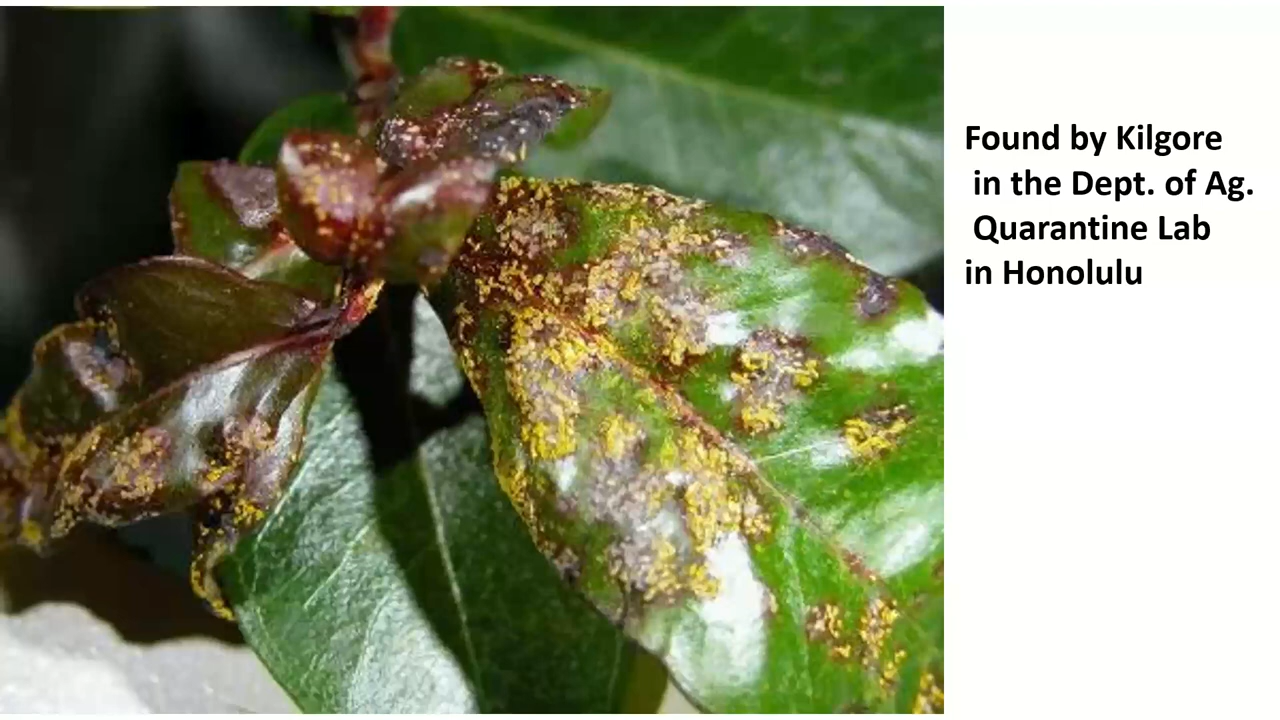 Found by Kilgore
in the Dept. of Ag.
Quarantine Lab
in Honolulu